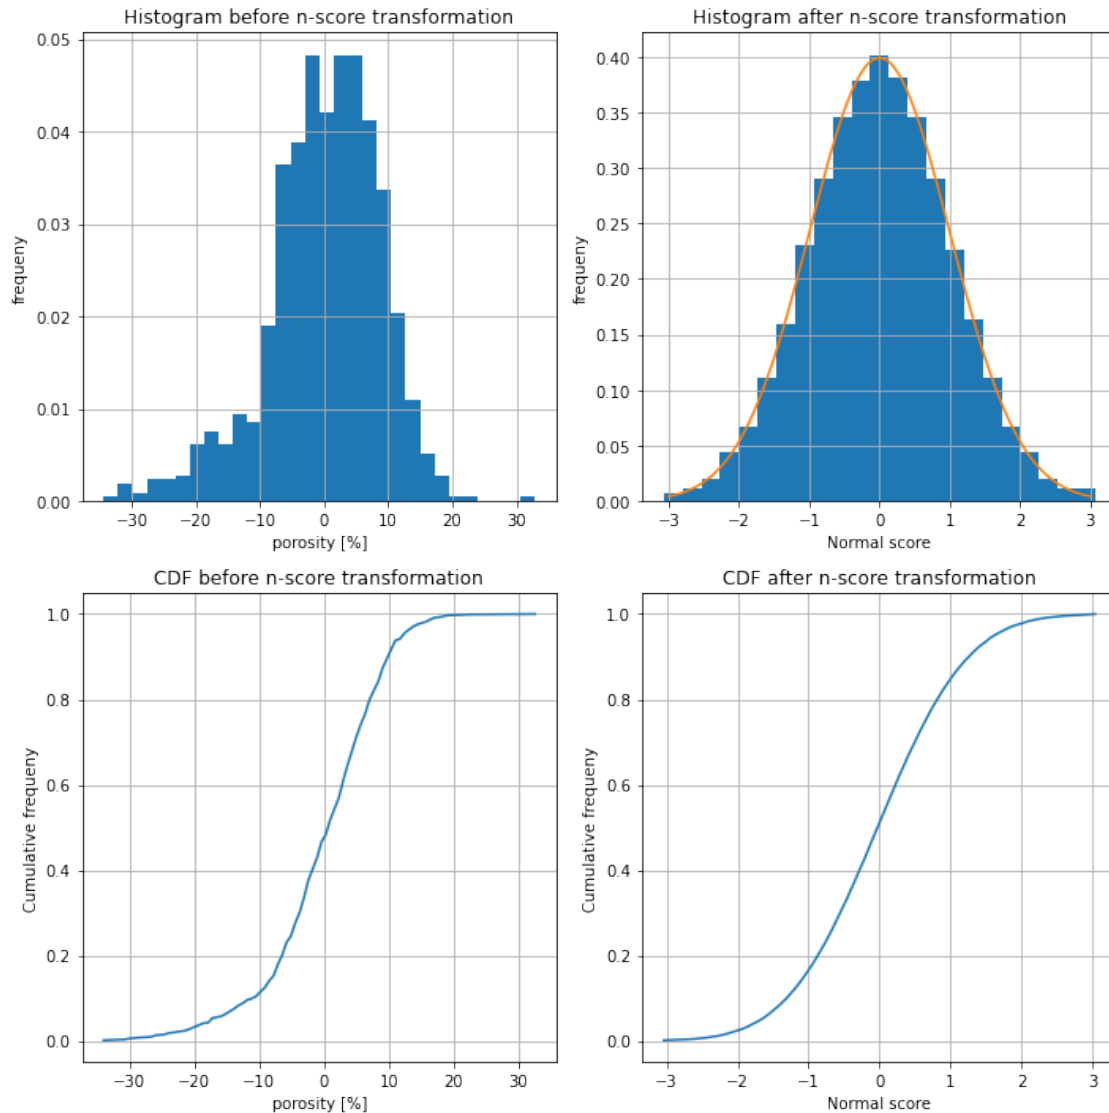 Histogram before n-score transformation
0.05
0.04
0.03
0.02
0.01
0.00
frequeny
−30 −20 −10 0 10 20 30
porosity [%]
Histogram after n-score transformation
0.40
0.35
0.30
0.25
0.20
0.15
0.10
0.05
0.00
frequeny
−3 −2 −1 0 1 2 3
Normal score
CDF before n-score transformation
1.0
0.8
0.6
0.4
0.2
0.0
Cumulative frequeny
−30 −20 −10 0 10 20 30
porosity [%]
CDF after n-score transformation
1.0
0.8
0.6
0.4
0.2
0.0
Cumulative frequeny
−3 −2 −1 0 1 2 3
Normal score